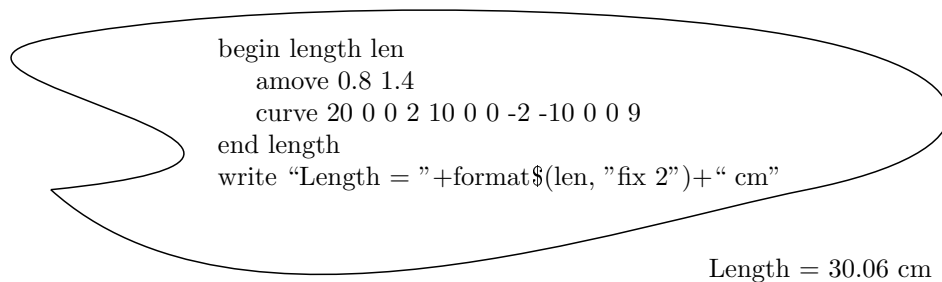 begin length len
amove 0.8 1.4
curve 20 0 0 2 10 0 0 -2 -10 0 0 9
end length
write “Length = ”+format$(len, ”fix 2”)+“ cm”
Length = 30.06 cm